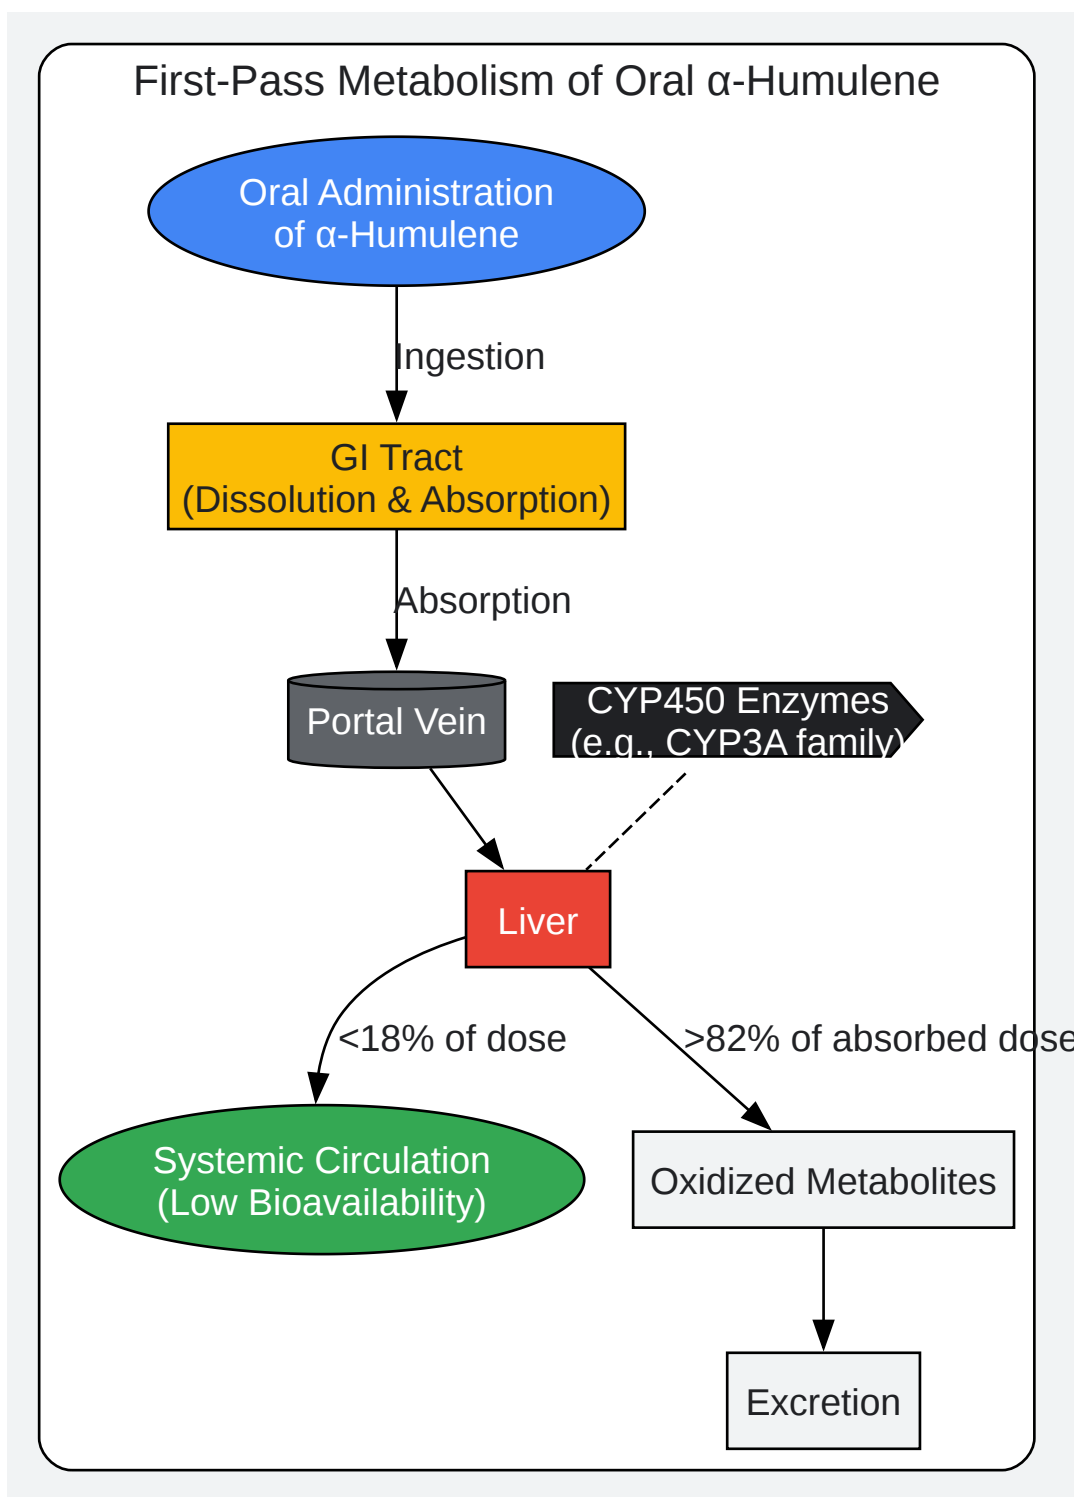 First-Pass Metabolism of Oral α-Humulene
Oral Administration
of α-Humulene
Ingestion
GI Tract
(Dissolution & Absorption)
Absorption
Portal Vein
CYP450 Enzymes
(e.g., CYP3A family)
Liver
<18% of dose
>82% of absorbed dose
Systemic Circulation
(Low Bioavailability)
Oxidized Metabolites
Excretion